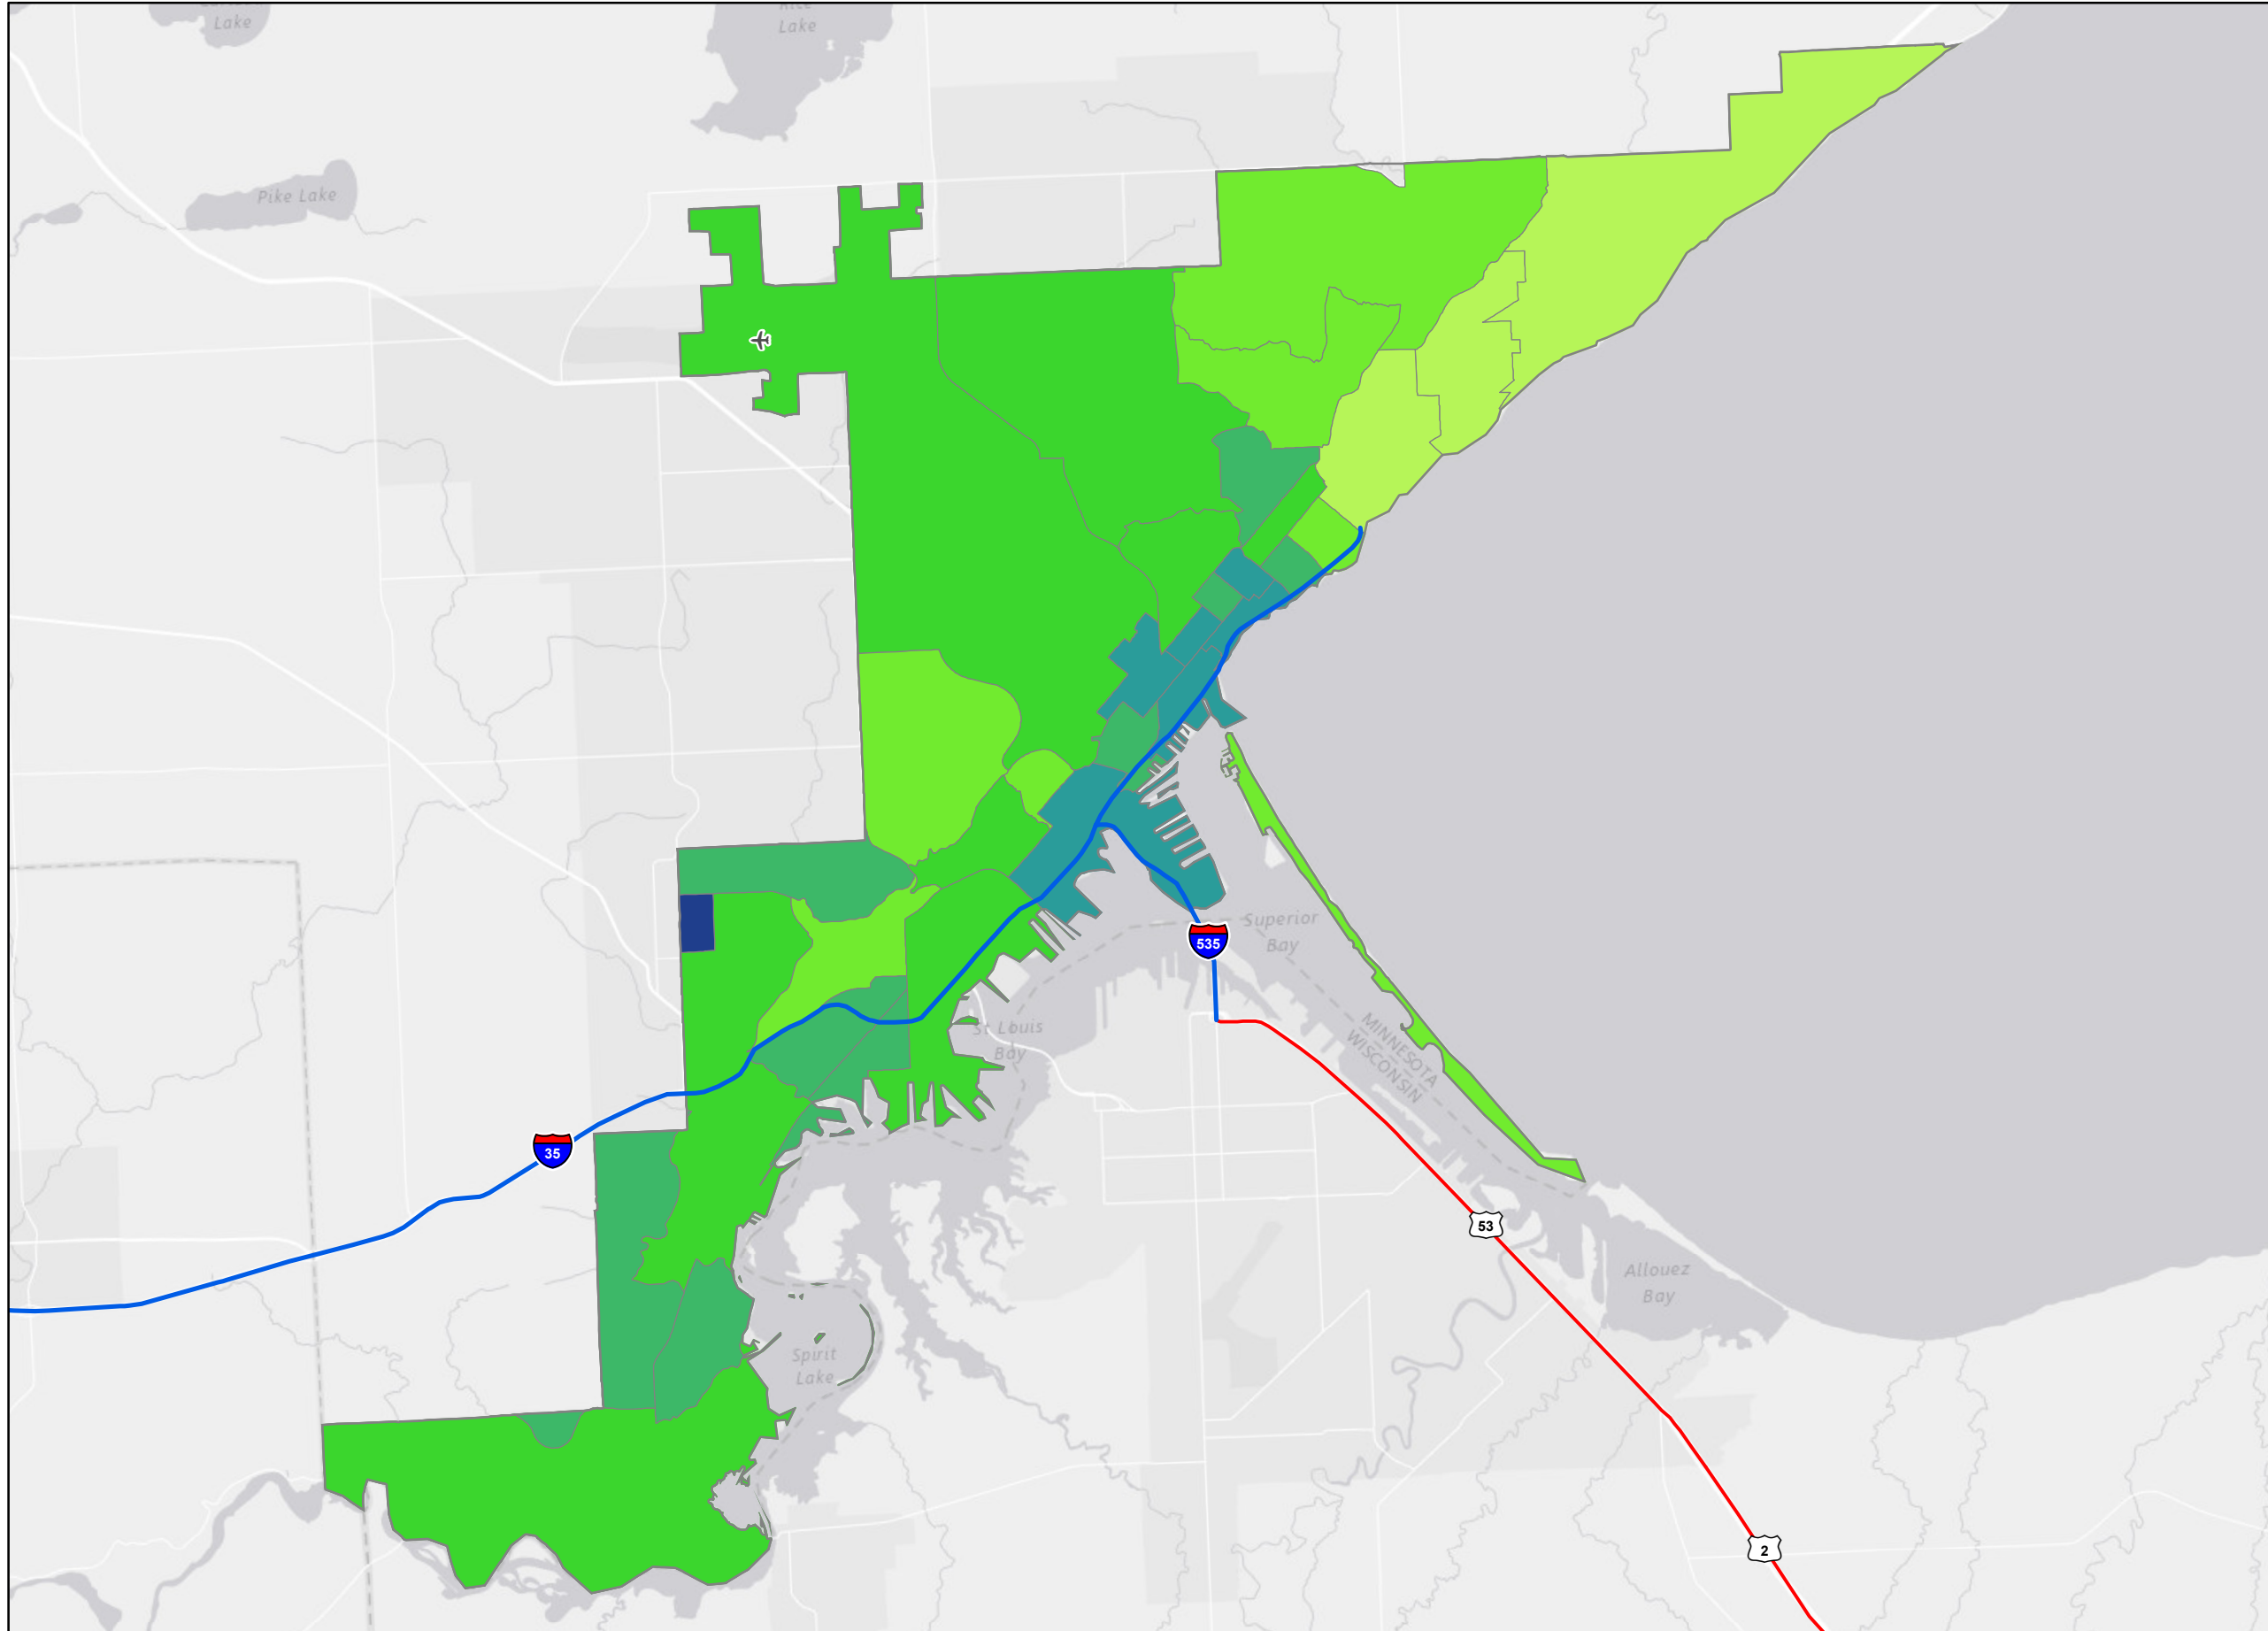 Lake
Rice
Lake
Pike Lake
Superior
Bay
535
St Louis
Bay
MINNESOTA
WISCONSIN
35
53
Allouez
Bay
Spirit
Lake
2